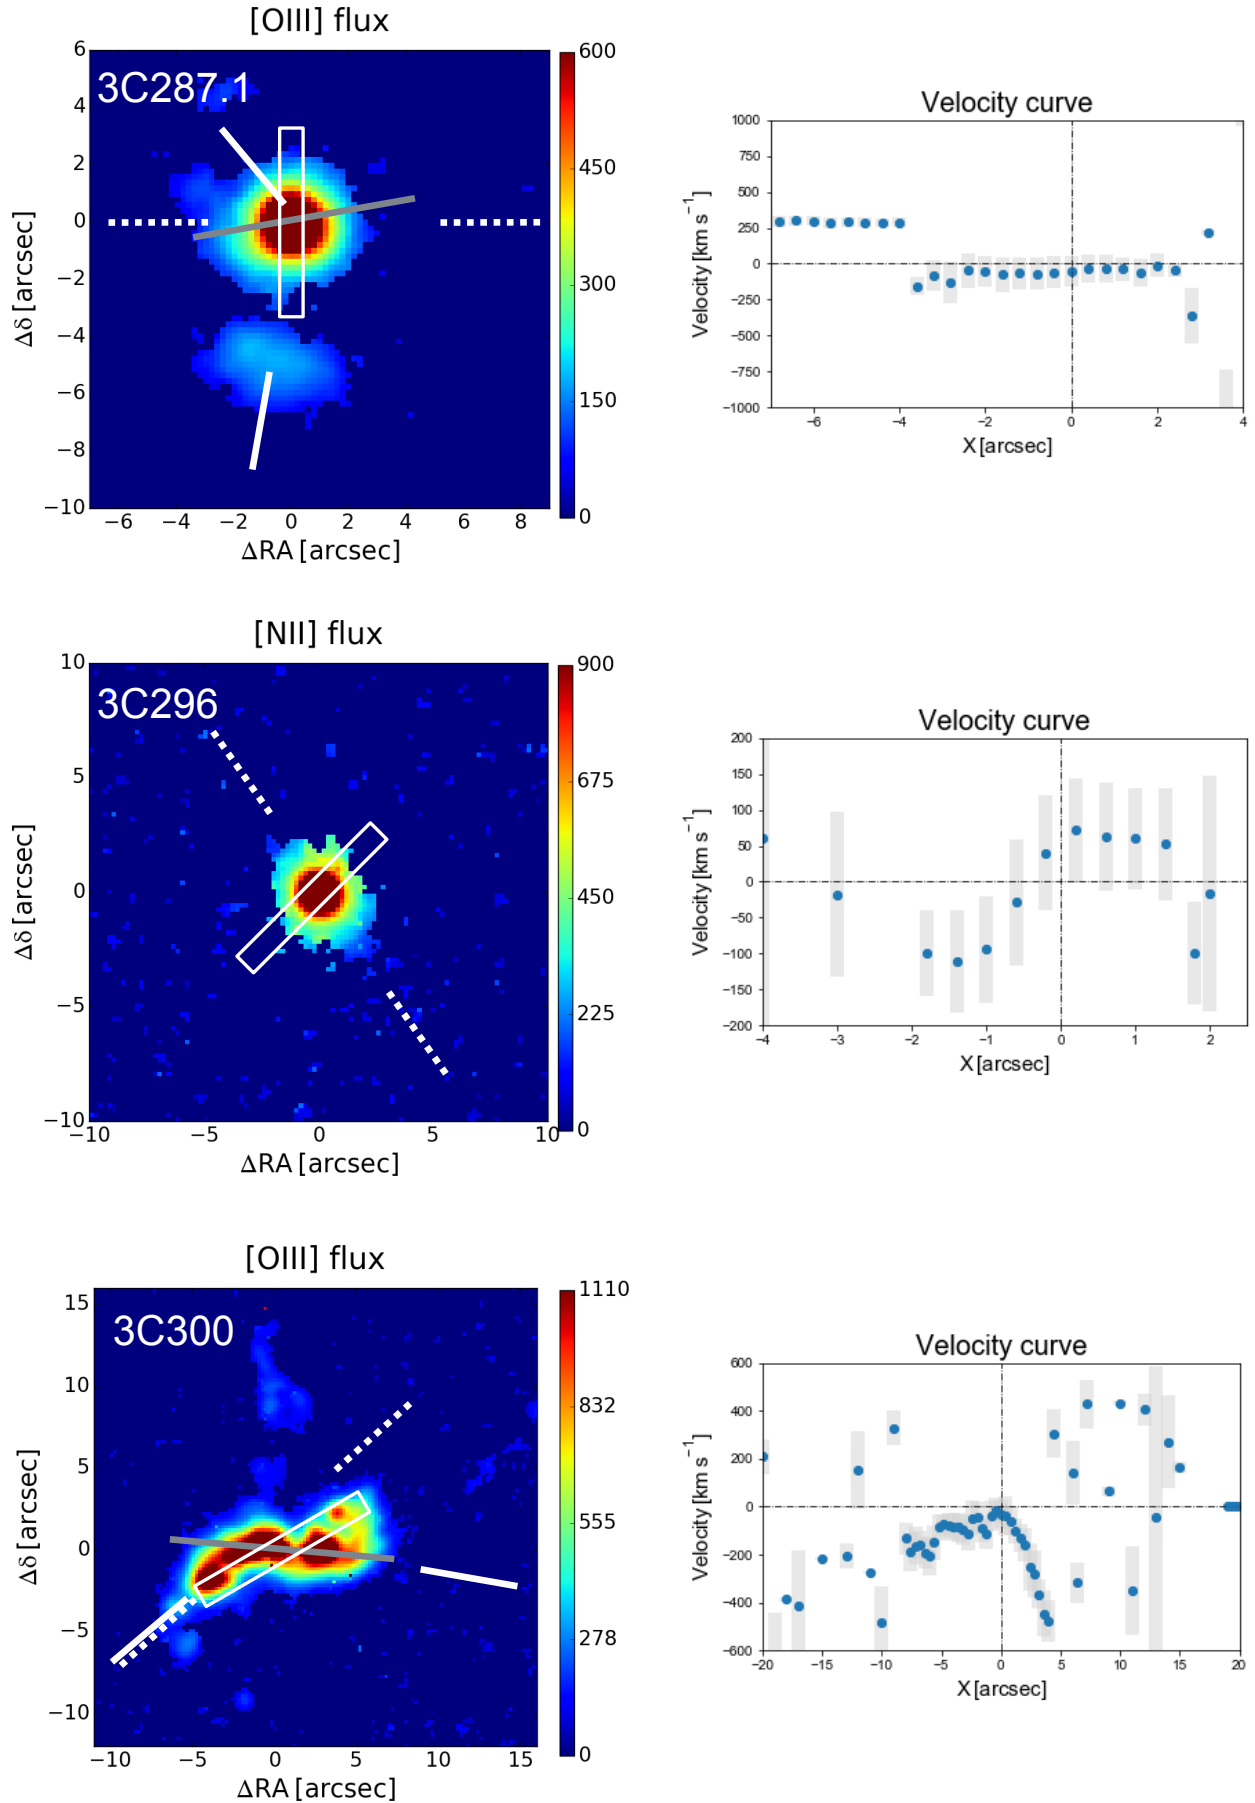 [OIII] flux
3C287.1
6
4
2
0
−2
−4
−6
−8
−10
−6 −4 −2 0 2 4 6 8
ΔRA [arcsec]
Δδ [arcsec]
600
450
300
150
0
Velocity curve
1000
750
500
250
0
−250
−500
−750
−1000
−6 −4 −2 0 2 4
X [arcsec]
Velocity [km s⁻¹]
[NII] flux
3C296
10
5
0
−5
−10
−10 −5 0 5 10
ΔRA [arcsec]
Δδ [arcsec]
900
675
450
225
0
Velocity curve
200
150
100
50
0
−50
−100
−150
−200
−4 −3 −2 −1 0 1 2
X [arcsec]
Velocity [km s⁻¹]
[OIII] flux
3C300
15
10
5
0
−5
−10
−10 −5 0 5 10 15
ΔRA [arcsec]
Δδ [arcsec]
1110
832
555
278
0
Velocity curve
600
400
200
0
−200
−400
−600
−20 −15 −10 −5 0 5 10 15 20
X [arcsec]
Velocity [km s⁻¹]